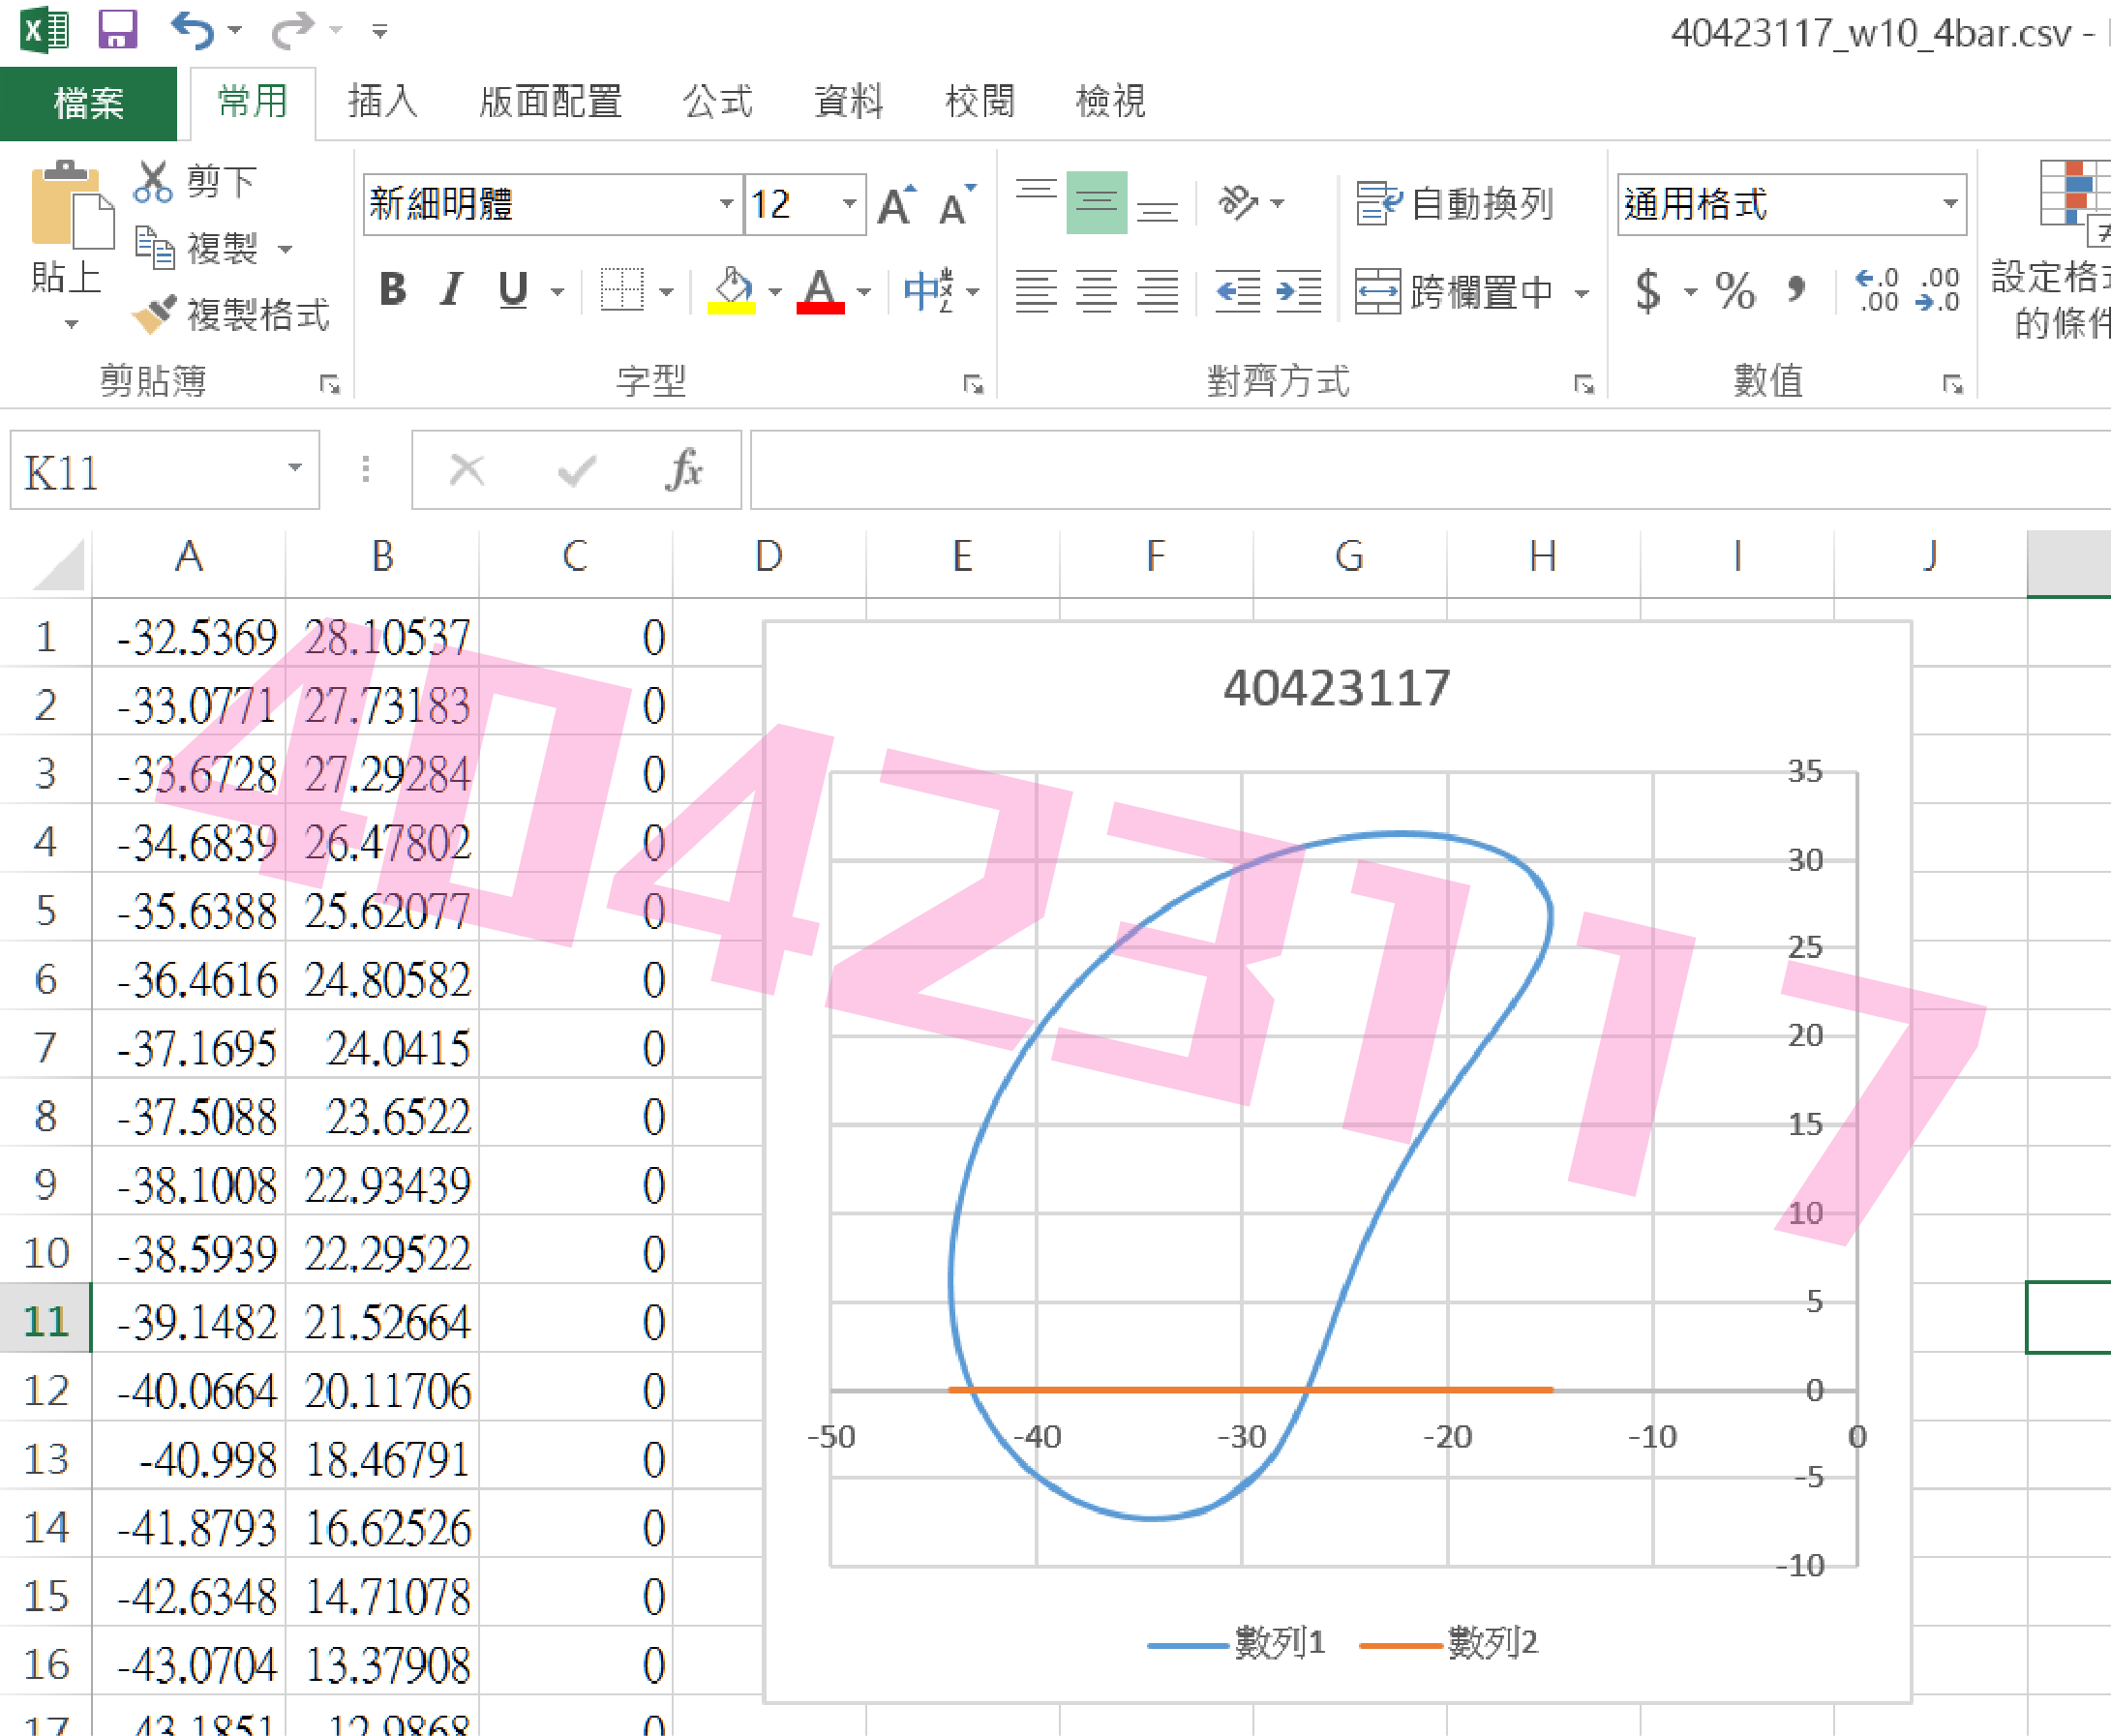 40423117_w10_4bar.csv -
檔案 常用 插入 版面配置 公式 資料 校閱 檢視
貼上
剪下
複製
複製格式
剪貼簿
新細明體 12
B I U 中
字型
自動換列
跨欄置中
對齊方式
通用格式
$ % , .0 .00 .00 .0
數值
設定格式
的條件
K11 fx
A B C D E F G H I J
1 -32.5369 28.10537 0
2 -33.0771 27.73183 0
3 -33.6728 27.29284 0
4 -34.6839 26.47802 0
5 -35.6388 25.62077 0
6 -36.4616 24.80582 0
7 -37.1695 24.0415 0
8 -37.5088 23.6522 0
9 -38.1008 22.93439 0
10 -38.5939 22.29522 0
11 -39.1482 21.52664 0
12 -40.0664 20.11706 0
13 -40.998 18.46791 0
14 -41.8793 16.62526 0
15 -42.6348 14.71078 0
16 -43.0704 13.37908 0
17 -43.1851 12.9868 0
40423117
35
30
25
20
15
10
5
0
-50 -40 -30 -20 -10 0
-5
-10
數列1 數列2
40423117